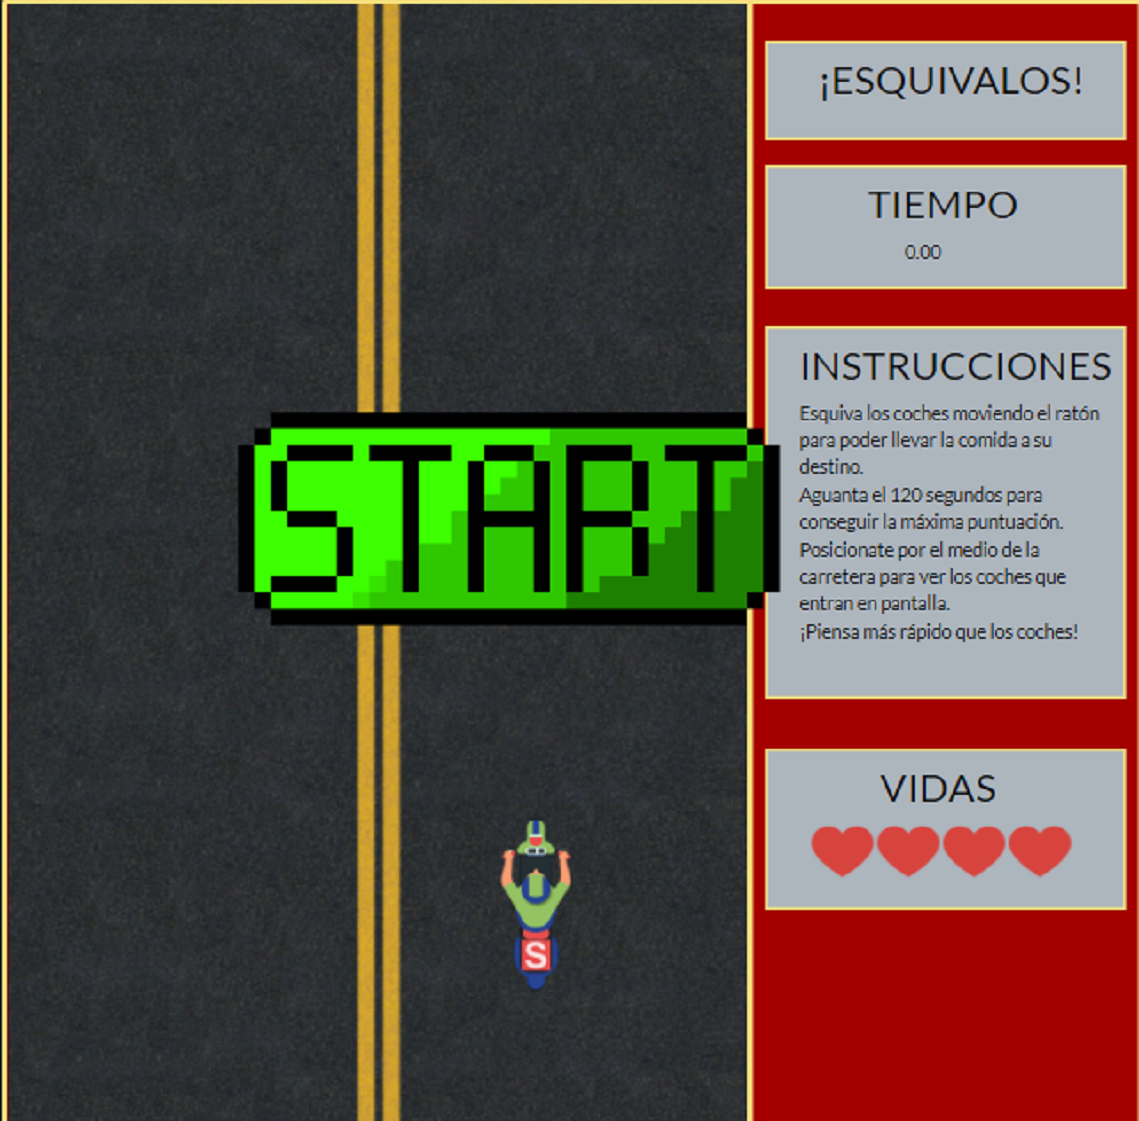 ¡ESQUIVALOS!
TIEMPO
0.00
INSTRUCCIONES
Esquiva los coches moviendo el ratón
para poder llevar la comida a su
destino.
Aguanta el 120 segundos para
conseguir la máxima puntuación.
Posicionate por el medio de la
carretera para ver los coches que
entran en pantalla.
¡Piensa más rápido que los coches!
START
VIDAS
S